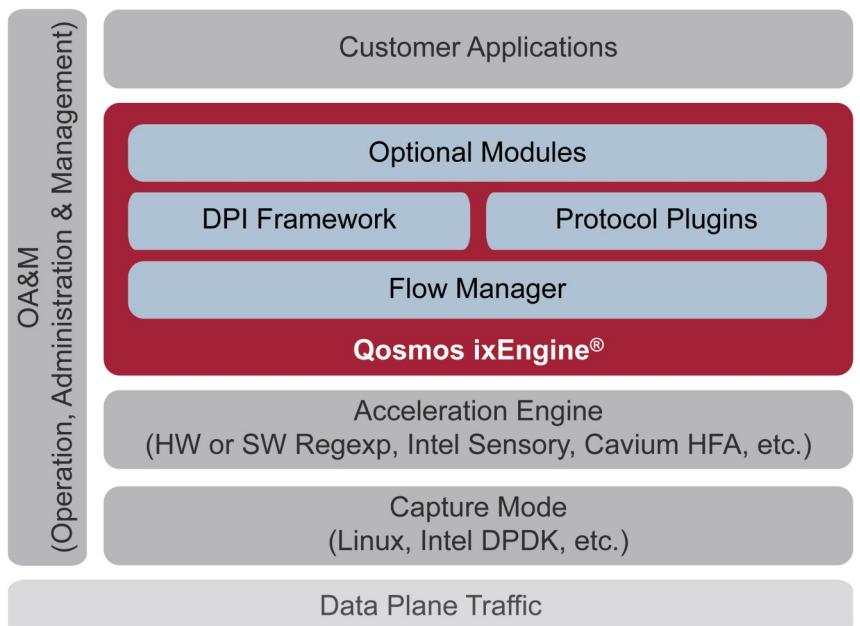 OA&M
(Operation, Administration & Management)
Customer Applications
Optional Modules
DPI Framework
Protocol Plugins
Flow Manager
Qosmos ixEngine®
Acceleration Engine
(HW or SW Regexp, Intel Sensory, Cavium HFA, etc.)
Capture Mode
(Linux, Intel DPDK, etc.)
Data Plane Traffic